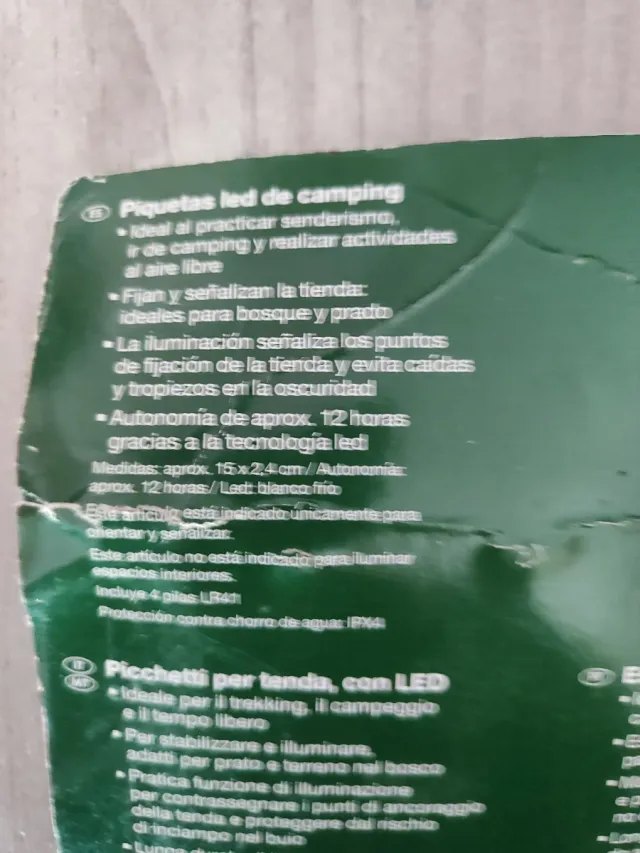 ES Piquetas led de camping
• Ideal al practicar senderismo,
ir de camping y realizar actividades
al aire libre
• Fijan y señalizan la tienda:
ideales para bosque y prado
• La iluminación señaliza los puntos
de fijación de la tienda y evita caídas
y tropiezos en la oscuridad
• Autonomía de aprox. 12 horas
gracias a la tecnología led
Medidas: aprox. 15 x 2,4 cm / Autonomía:
aprox. 12 horas / Led: blanco frío
Este artículo está indicado únicamente para
orientar y señalizar.
Este artículo no está indicado para iluminar
espacios interiores.
Incluye 4 pilas LR41
Protección contra chorro de agua: IPX4
IT MT Picchetti per tenda, con LED
• Ideale per il trekking, il campeggio
e il tempo libero
• Per stabilizzare e illuminare,
adatti per prato e terreno nel bosco
• Pratica funzione di illuminazione
per contrassegnare i punti di ancoraggio
della tenda e proteggere dal rischio
di inciampo nel buio
• Lunga